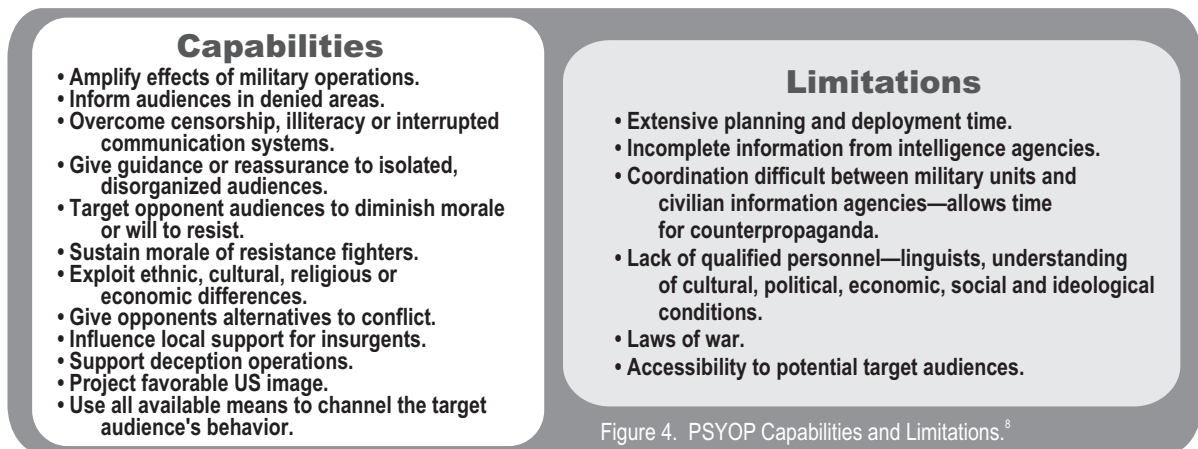 Capabilities
• Amplify effects of military operations.
• Inform audiences in denied areas.
• Overcome censorship, illiteracy or interrupted
communication systems.
• Give guidance or reassurance to isolated,
disorganized audiences.
• Target opponent audiences to diminish morale
or will to resist.
• Sustain morale of resistance fighters.
• Exploit ethnic, cultural, religious or
economic differences.
• Give opponents alternatives to conflict.
• Influence local support for insurgents.
• Support deception operations.
• Project favorable US image.
• Use all available means to channel the target
audience's behavior.
Limitations
• Extensive planning and deployment time.
• Incomplete information from intelligence agencies.
• Coordination difficult between military units and
civilian information agencies—allows time
for counterpropaganda.
• Lack of qualified personnel—linguists, understanding
of cultural, political, economic, social and ideological
conditions.
• Laws of war.
• Accessibility to potential target audiences.
Figure 4. PSYOP Capabilities and Limitations.⁸